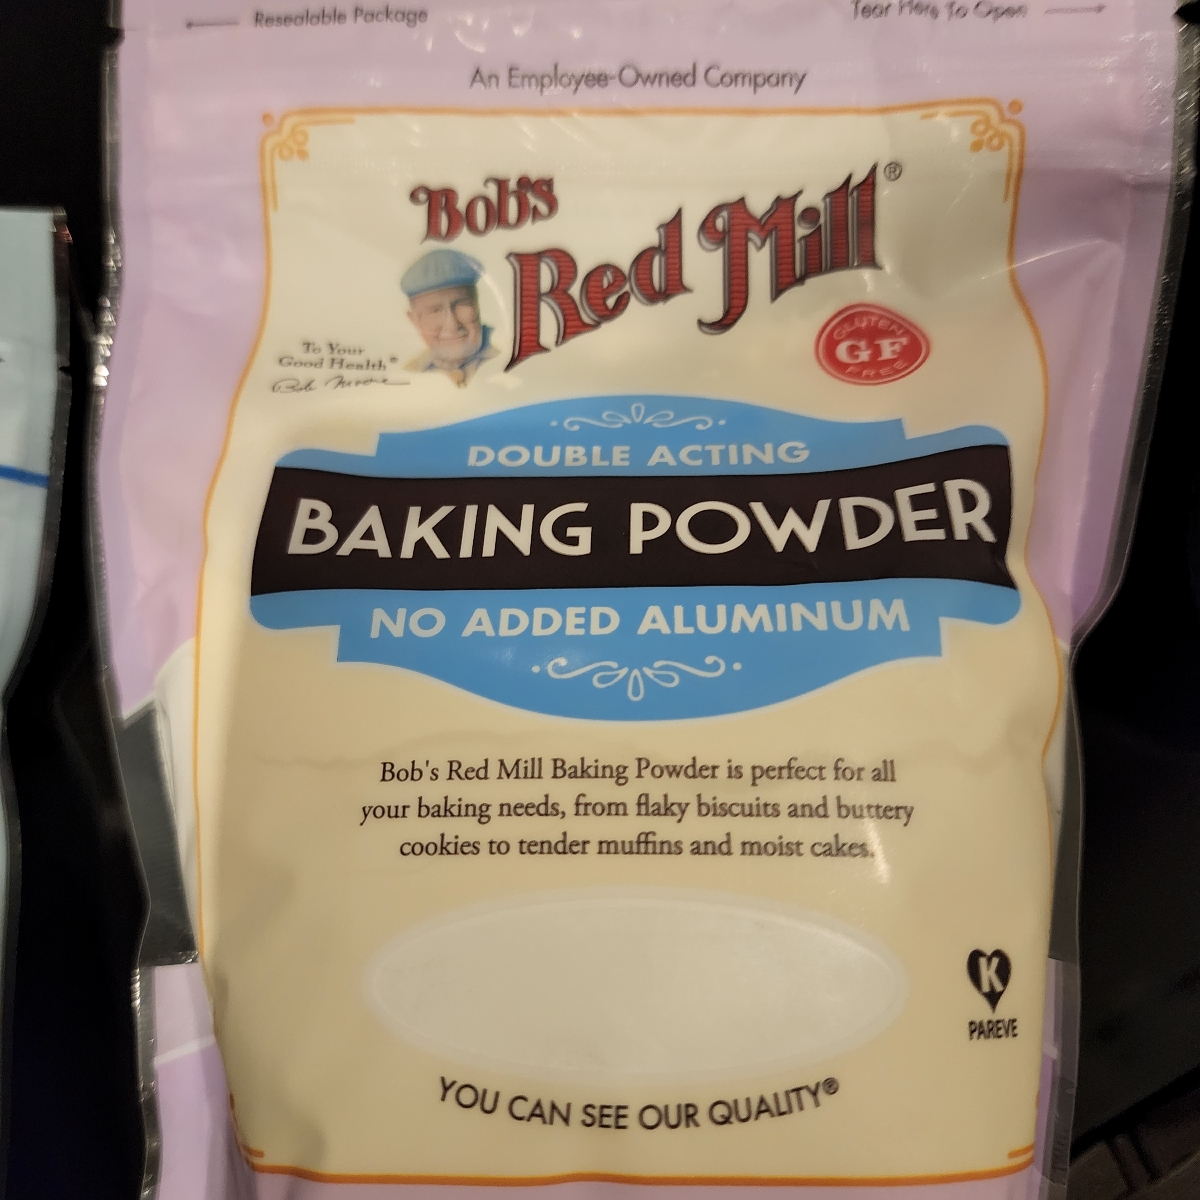 Resealable Package
Tear Here To Open
An Employee-Owned Company
Bob's
Red Mill®
To Your
Good Health®
Bob Moore
GLUTEN
GF
FREE
DOUBLE ACTING
BAKING POWDER
NO ADDED ALUMINUM
Bob's Red Mill Baking Powder is perfect for all
your baking needs, from flaky biscuits and buttery
cookies to tender muffins and moist cakes.
K
PAREVE
YOU CAN SEE OUR QUALITY®